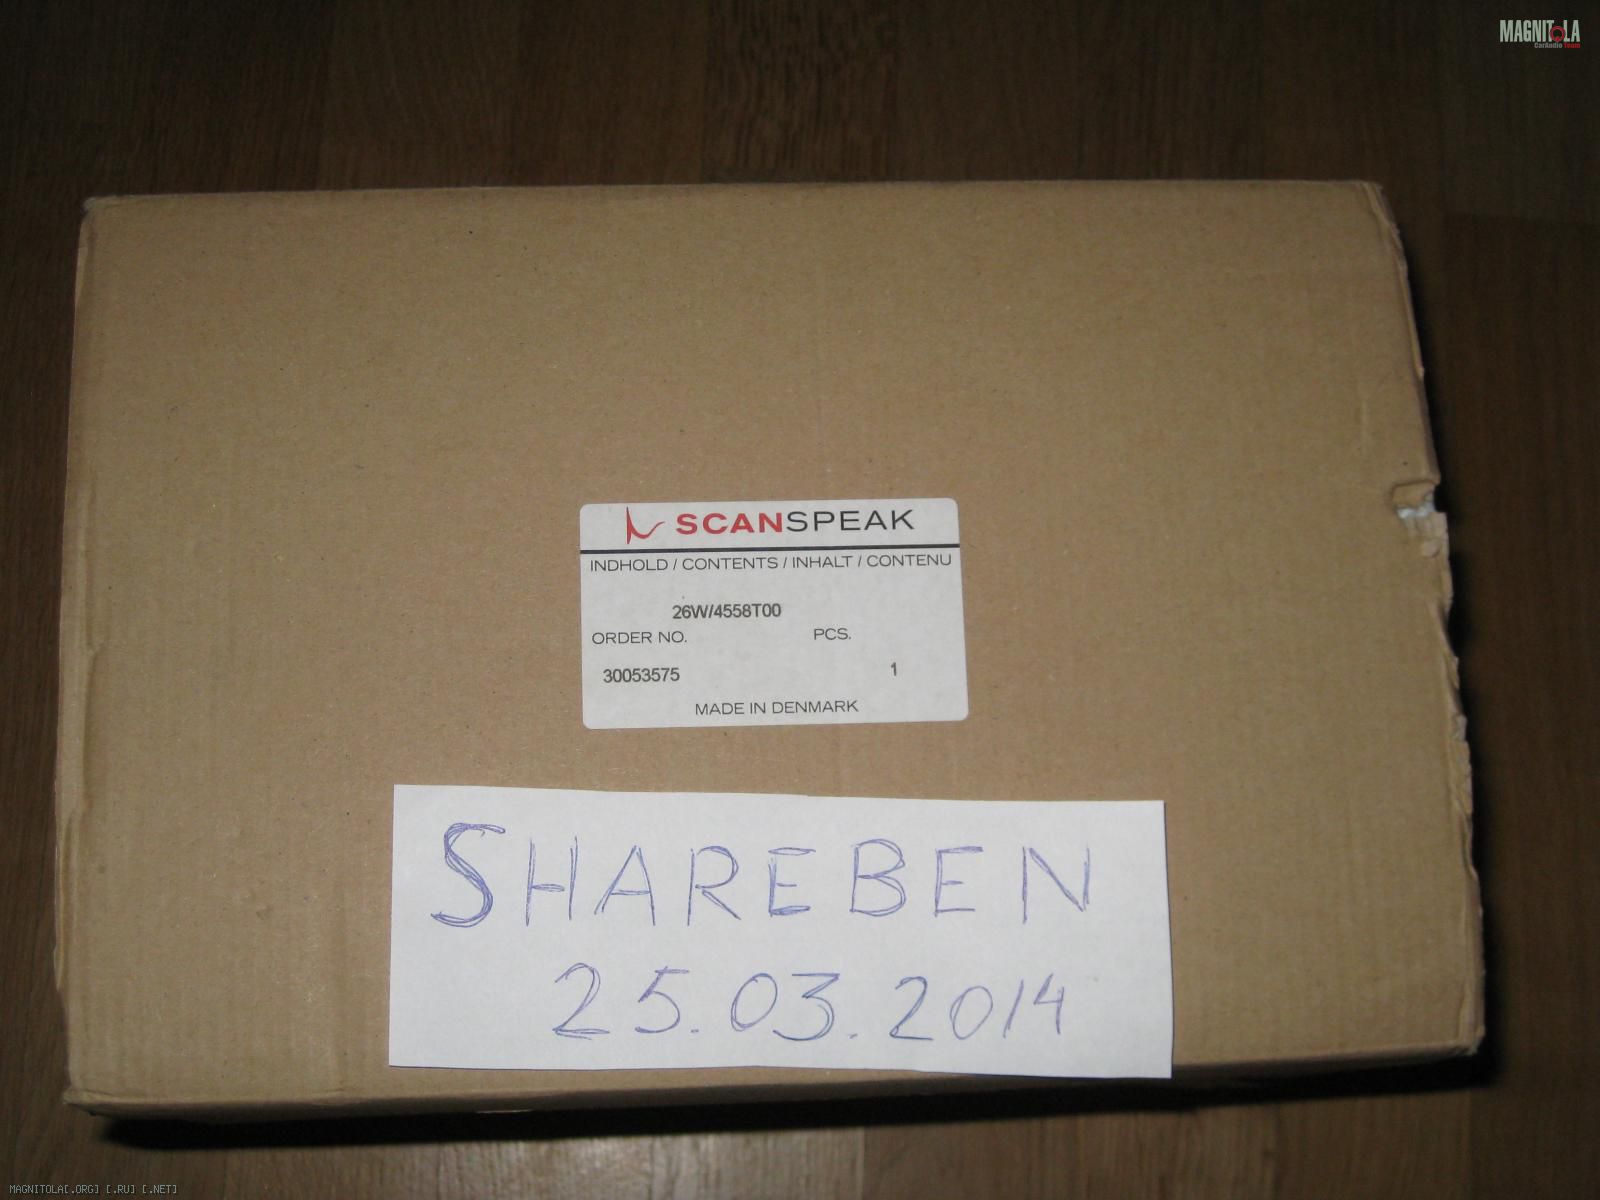 MAGNITOLA
CarAudio Team
SCANSPEAK
INDHOLD / CONTENTS / INHALT / CONTENU
26W/4558T00
ORDER NO. PCS.
30053575 1
MADE IN DENMARK
SHAREBEN
25.03.2014
MAGNITOLA[.ORG] [.RU] [.NET]